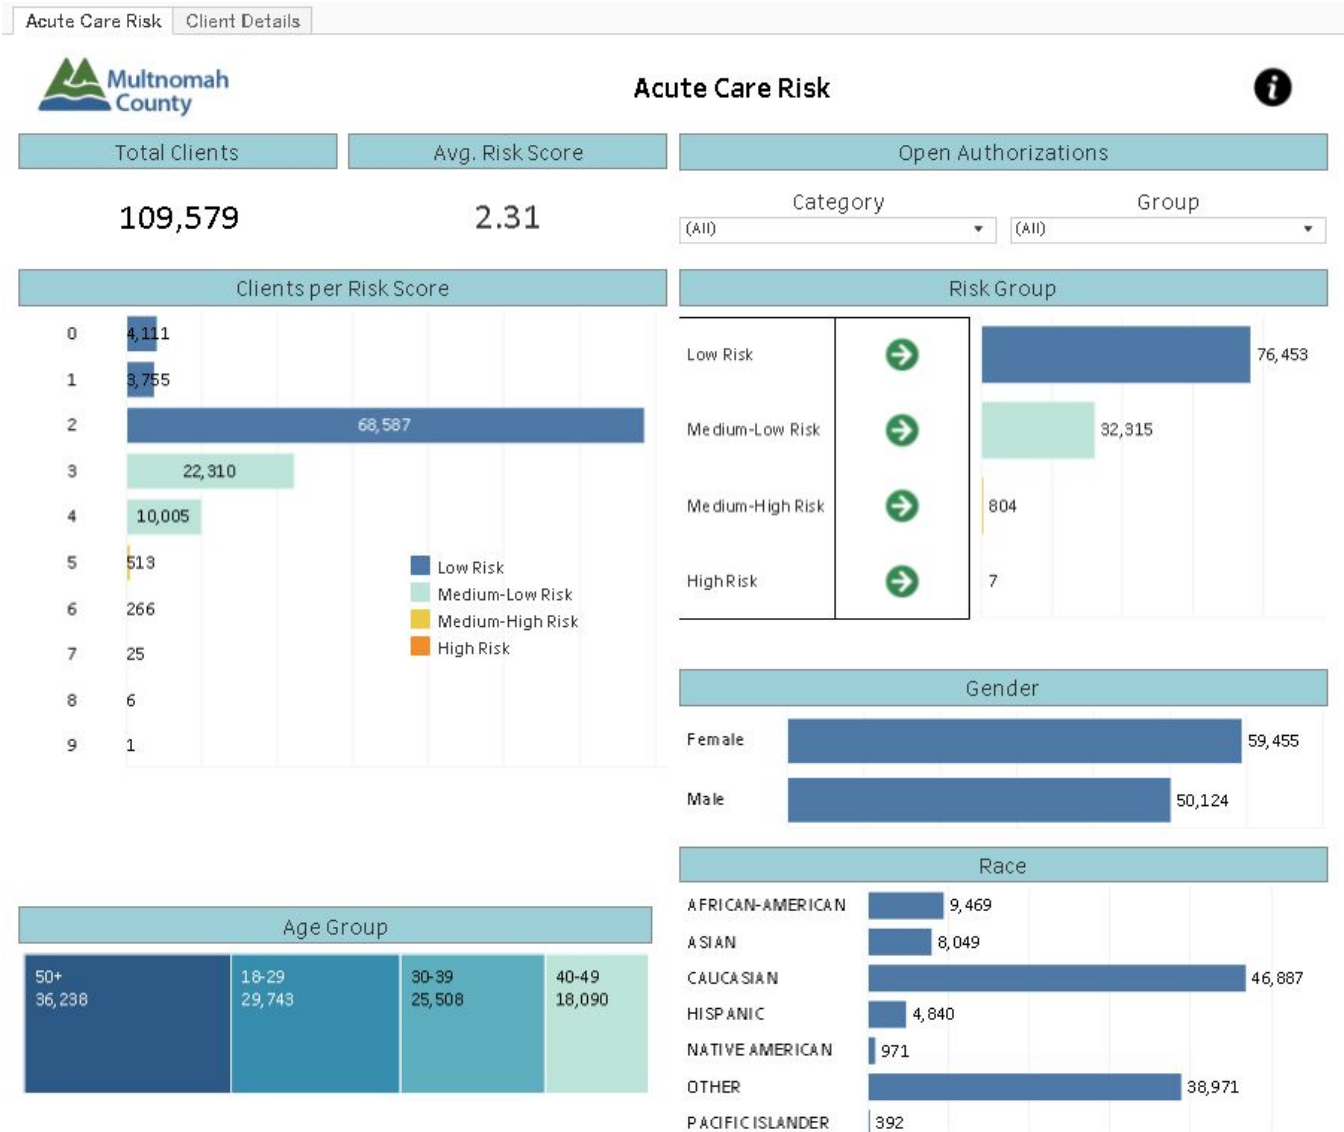 Acute Care Risk
Client Details
Multnomah
County
Acute Care Risk
i
Total Clients
Avg. Risk Score
Open Authorizations
109,579
2.31
Category
Group
(All)
(All)
Clients per Risk Score
0
4,111
1
3,755
2
68,587
3
22,310
4
10,005
5
513
6
266
7
25
8
6
9
1
Low Risk
Medium-Low Risk
Medium-High Risk
High Risk
Risk Group
Low Risk
76,453
Medium-Low Risk
32,315
Medium-High Risk
804
High Risk
7
Gender
Female
59,455
Male
50,124
Race
AFRICAN-AMERICAN
9,469
ASIAN
8,049
CAUCASIAN
46,887
HISPANIC
4,840
NATIVE AMERICAN
971
OTHER
38,971
PACIFIC ISLANDER
392
Age Group
50+
36,238
18-29
29,743
30-39
25,508
40-49
18,090